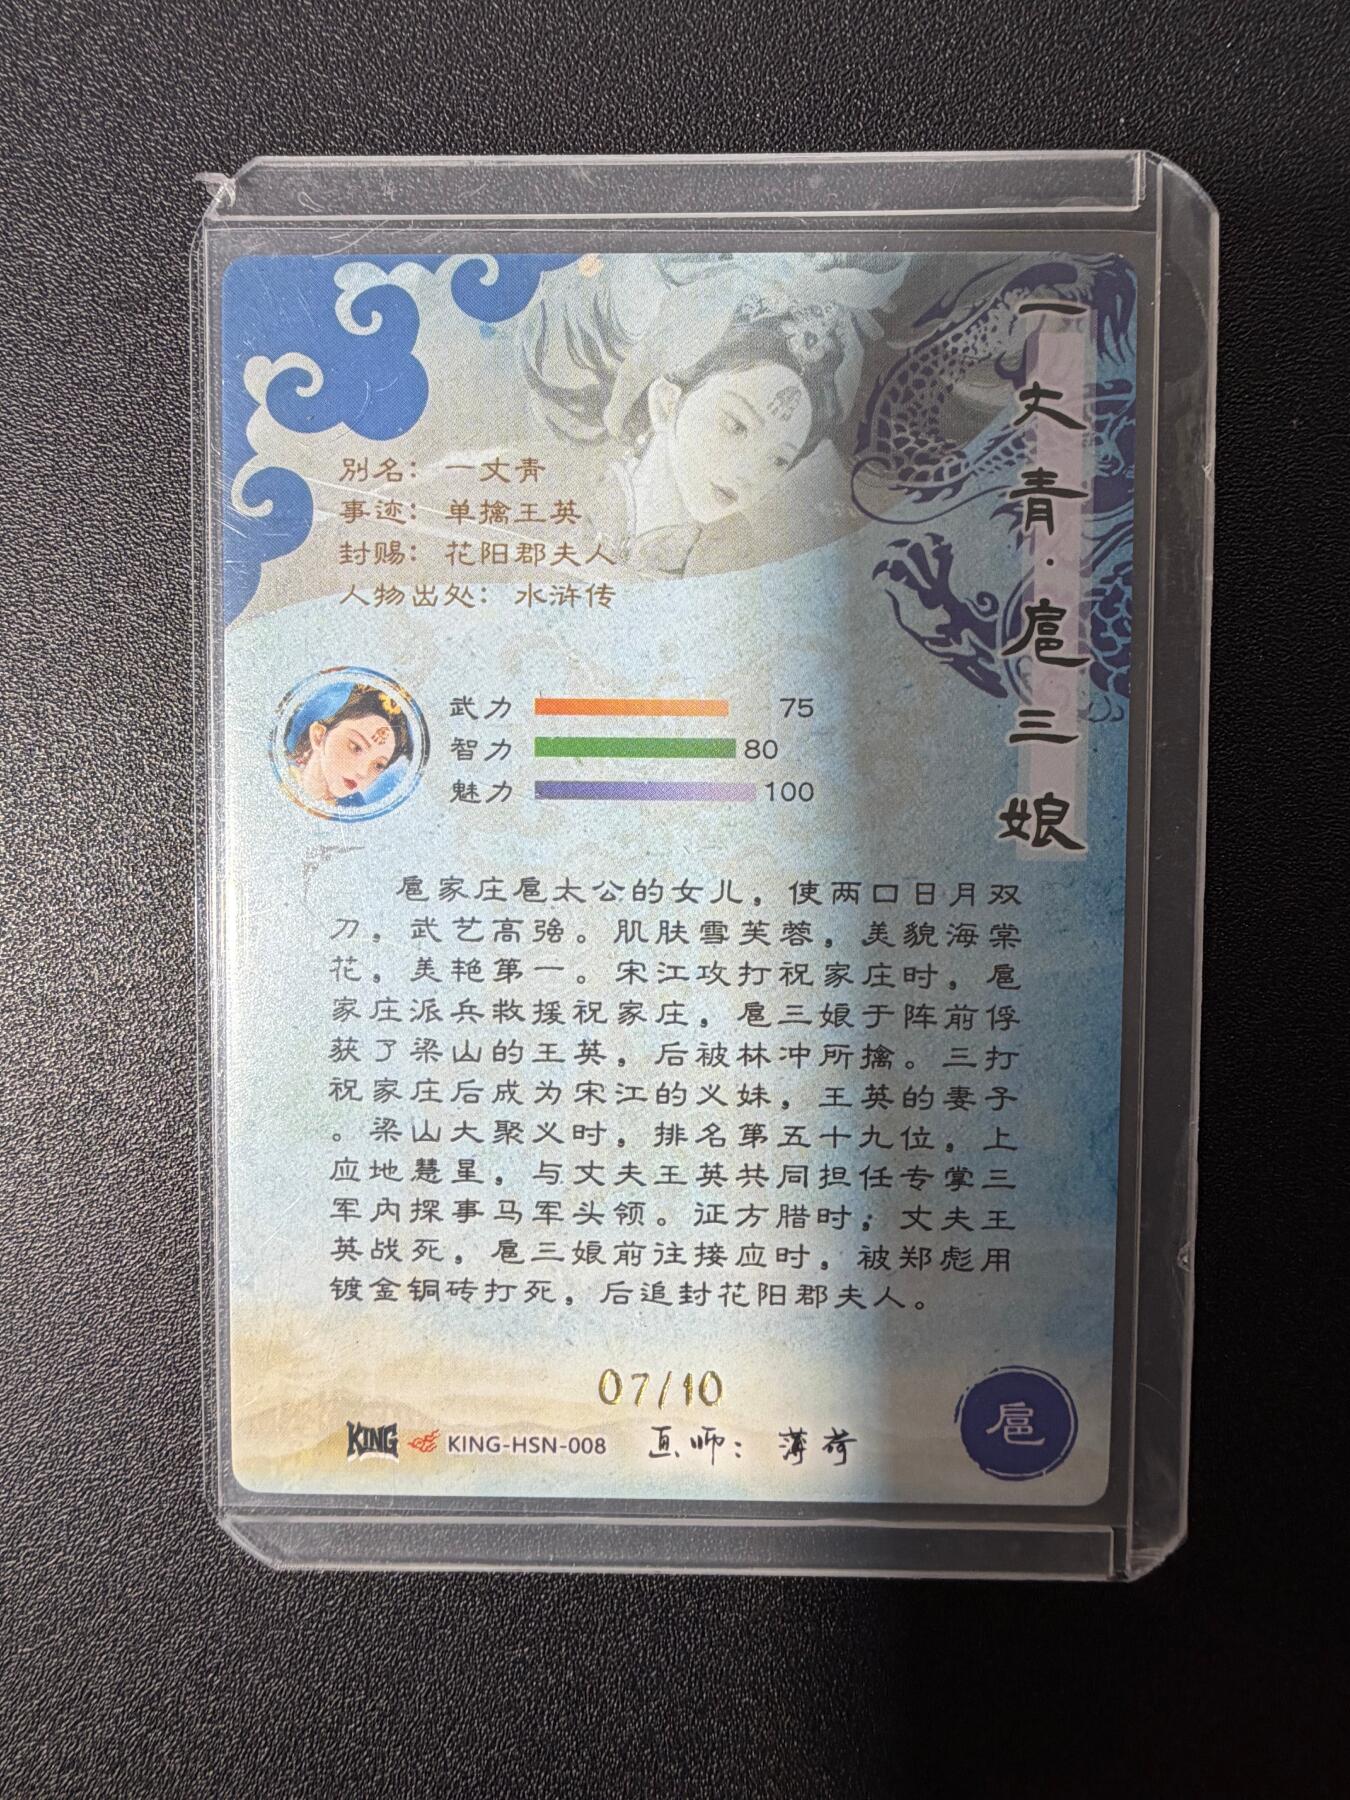 一丈青·扈三娘
别名：一丈青
事迹：单擒王英
封赐：花阳郡夫人
人物出处：水浒传
武力 75
智力 80
魅力 100
扈家庄扈太公的女儿，使两口日月双
刀，武艺高强。肌肤雪芙蓉，美貌海棠
花，美艳第一。宋江攻打祝家庄时，扈
家庄派兵救援祝家庄，扈三娘于阵前俘
获了梁山的王英，后被林冲所擒。三打
祝家庄后成为宋江的义妹，王英的妻子
。梁山大聚义时，排名第五十九位，上
应地慧星，与丈夫王英共同担任专掌三
军内探事马军头领。征方腊时；丈夫王
英战死，扈三娘前往接应时，被郑彪用
镀金铜砖打死，后追封花阳郡夫人。
07/10
KING KING-HSN-008 画师：薄荷
扈